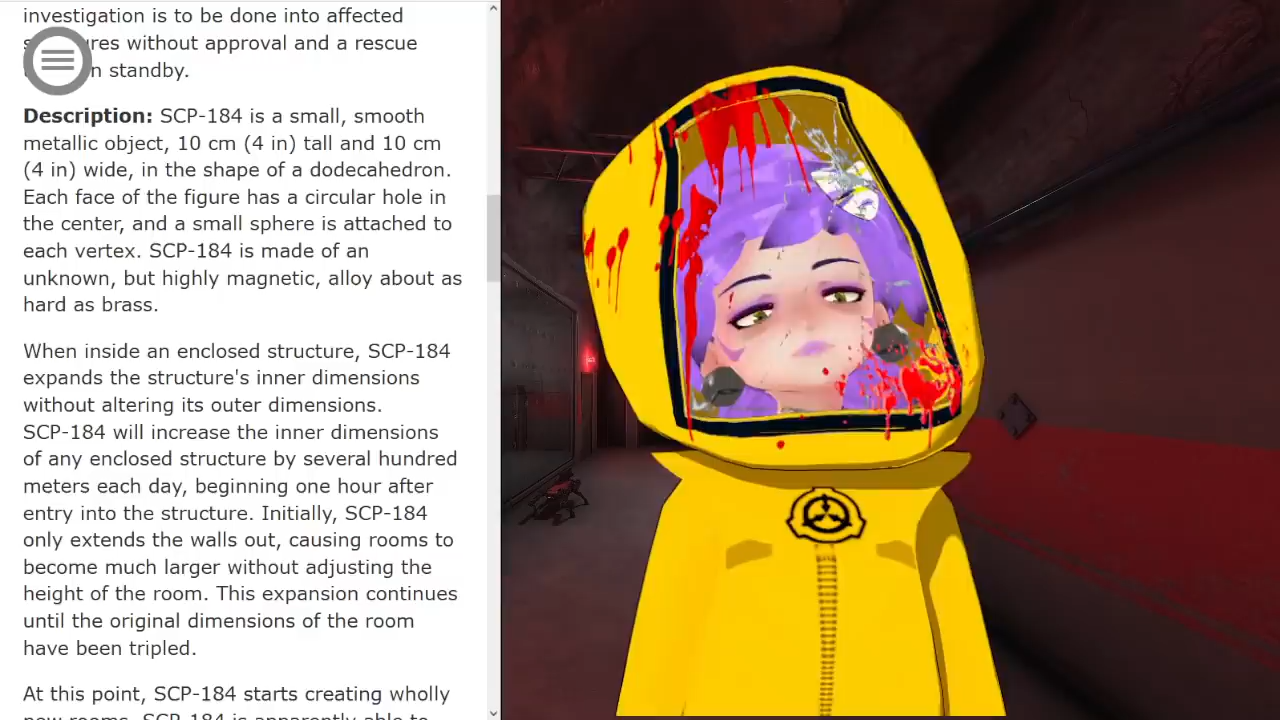 investigation is to be done into affected
without approval and a rescue
standby.
Description: SCP-184 is a small, smooth
metallic object, 10 cm (4 in) tall and 10 cm
(4 in) wide, in the shape of a dodecahedron.
Each face of the figure has a circular hole in
the center, and a small sphere is attached to
each vertex. SCP-184 is made of an
unknown, but highly magnetic, alloy about as
hard as brass.
When inside an enclosed structure, SCP-184
expands the structure's inner dimensions
without altering its outer dimensions.
SCP-184 will increase the inner dimensions
of any enclosed structure by several hundred
meters each day, beginning one hour after
entry into the structure. Initially, SCP-184
only extends the walls out, causing rooms to
become much larger without adjusting the
height of the room. This expansion continues
until the original dimensions of the room
have been tripled.
At this point, SCP-184 starts creating wholly
new rooms. SCP-184 is apparently able to